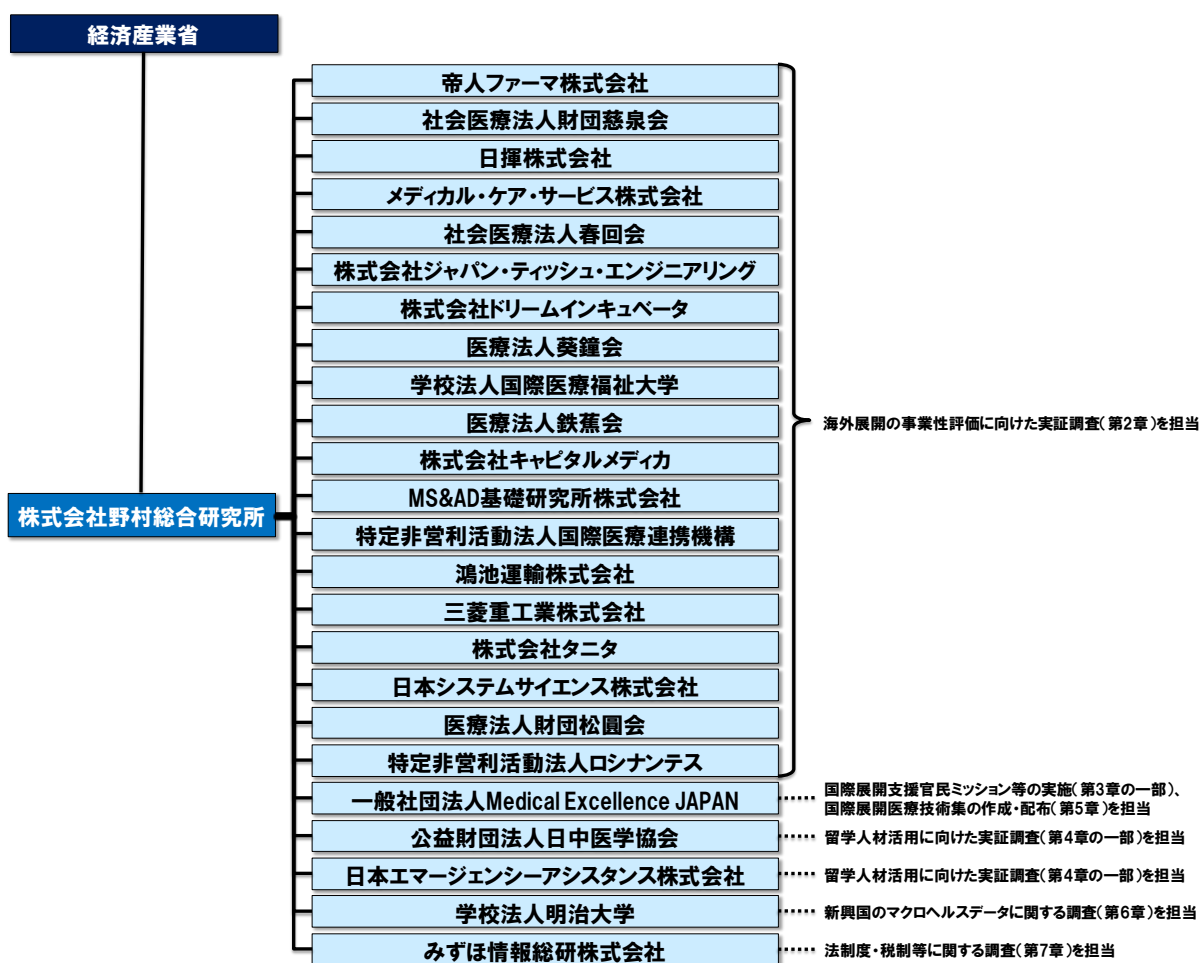 経済産業省
帝人ファーマ株式会社
社会医療法人財団慈泉会
日揮株式会社
メディカル・ケア・サービス株式会社
社会医療法人春回会
株式会社ジャパン・ティッシュ・エンジニアリング
株式会社ドリームインキュベータ
医療法人葵鐘会
学校法人国際医療福祉大学
医療法人鉄蕉会
海外展開の事業性評価に向けた実証調査(第2章)を担当
株式会社キャピタルメディカ
MS&AD基礎研究所株式会社
株式会社野村総合研究所
特定非営利活動法人国際医療連携機構
鴻池運輸株式会社
三菱重工業株式会社
株式会社タニタ
日本システムサイエンス株式会社
医療法人財団松圓会
特定非営利活動法人ロシナンテス
一般社団法人Medical Excellence JAPAN
国際展開支援官民ミッション等の実施(第3章の一部)、
国際展開医療技術集の作成・配布(第5章)を担当
公益財団法人日中医学協会
留学人材活用に向けた実証調査(第4章の一部)を担当
日本エマージェンシーアシスタンス株式会社
留学人材活用に向けた実証調査(第4章の一部)を担当
学校法人明治大学
新興国のマクロヘルスデータに関する調査(第6章)を担当
みずほ情報総研株式会社
法制度・税制等に関する調査(第7章)を担当